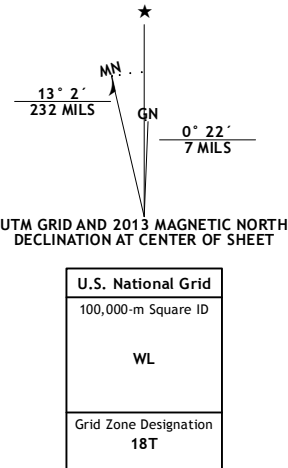 ★
MN
13° 2´
232 MILS
GN
0° 22´
7 MILS
UTM GRID AND 2013 MAGNETIC NORTH
DECLINATION AT CENTER OF SHEET
U.S. National Grid
100,000-m Square ID
WL
Grid Zone Designation
18T